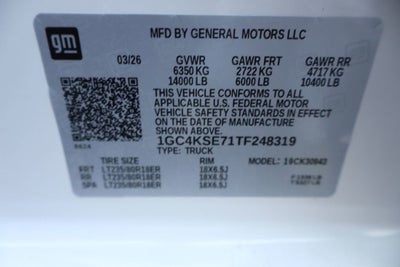 gm
MFD BY GENERAL MOTORS LLC
03/26 GVWR GAWR FRT GAWR RR
6350 KG 2722 KG 4717 KG
14000 LB 6000 LB 10400 LB
THIS VEHICLE CONFORMS TO ALL
APPLICABLE U.S. FEDERAL MOTOR
VEHICLE SAFETY STANDARDS IN EFFECT
ON THE DATE OF MANUFACTURE SHOWN ABOVE.
1GC4KSE71TF248319
TYPE: TRUCK
TIRE SIZE RIM MODEL:
FRT LT235/80R18ER 18X6.5J
RR LT235/80R18ER 18X6.5J
SPA LT235/80R18ER 18X6.5J